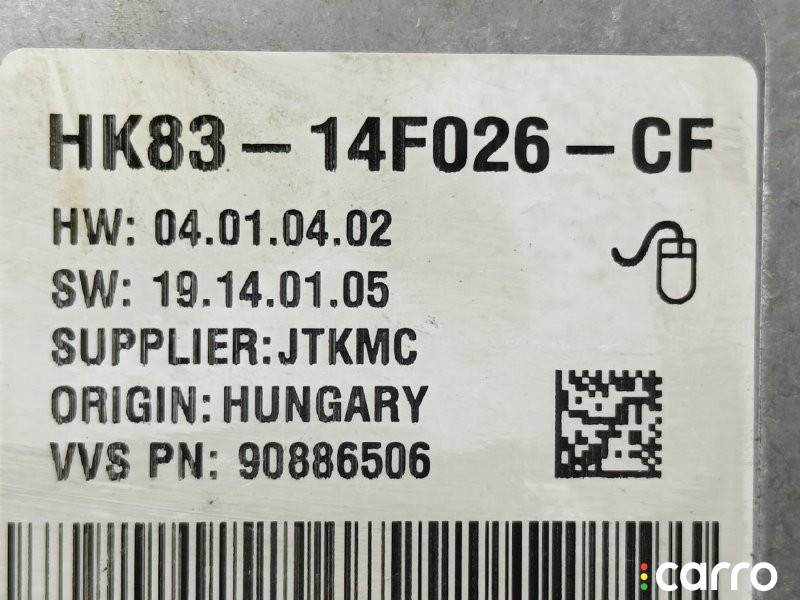 HK83-14F026-CF
HW: 04.01.04.02
SW: 19.14.01.05
SUPPLIER:JTKMC
ORIGIN: HUNGARY
VVS PN: 90886506
carro